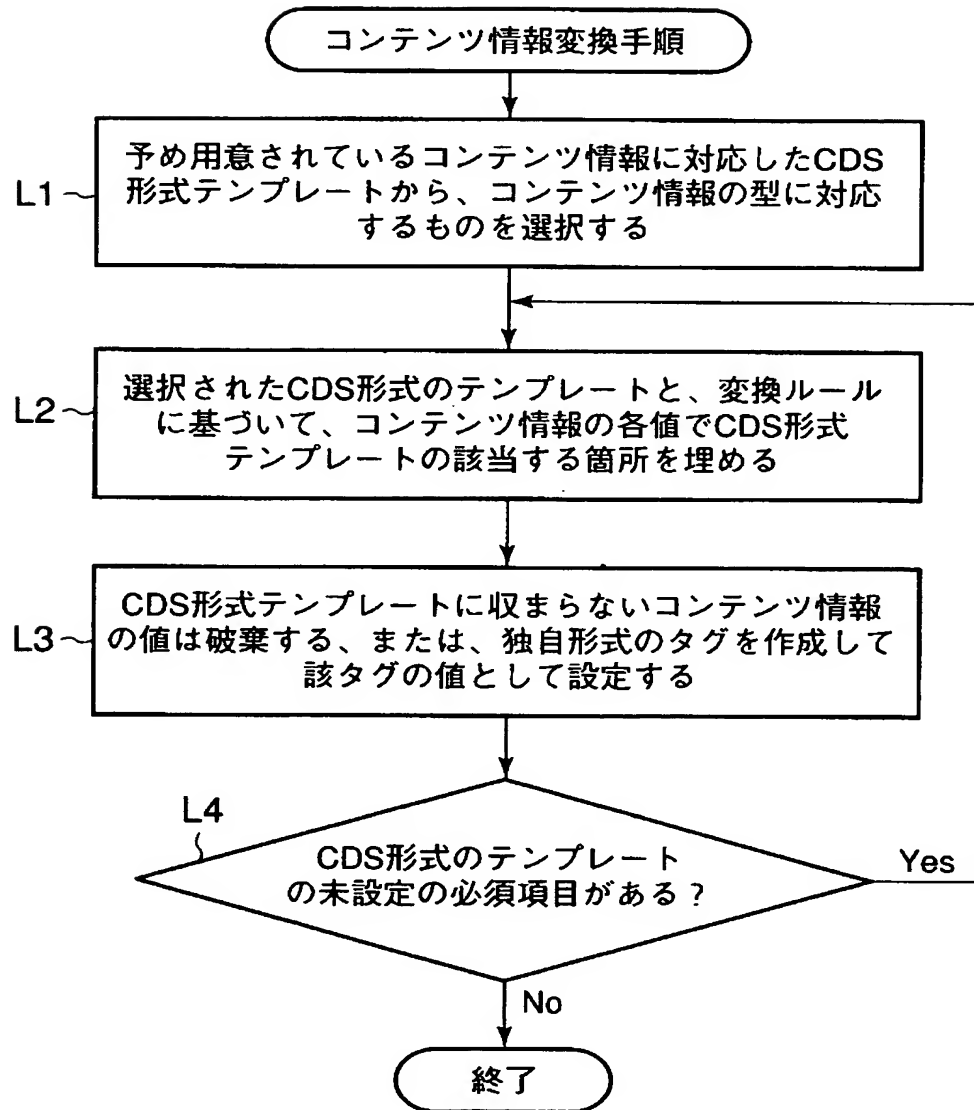 コンテンツ情報変換手順
L1
予め用意されているコンテンツ情報に対応したCDS
形式テンプレートから、コンテンツ情報の型に対応
するものを選択する
L2
選択されたCDS形式のテンプレートと、変換ルール
に基づいて、コンテンツ情報の各値でCDS形式
テンプレートの該当する箇所を埋める
L3
CDS形式テンプレートに収まらないコンテンツ情報
の値は破棄する、または、独自形式のタグを作成して
該タグの値として設定する
L4
CDS形式のテンプレート
の未設定の必須項目がある？
Yes
No
終了